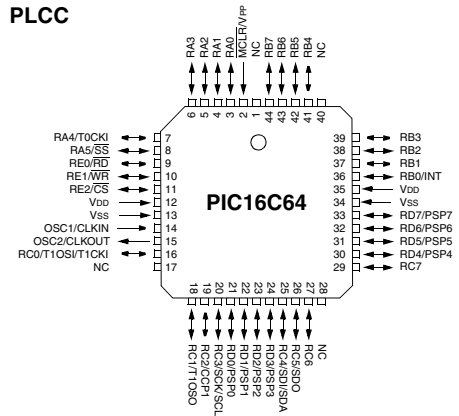 PLCC
RA3
RA2
RA1
RA0
MCLR/VPP
NC
RB7
RB6
RB5
RB4
NC
6 5 4 3 2 1 44 43 42 41 40
RA4/T0CKI 7
RA5/SS 8
RE0/RD 9
RE1/WR 10
RE2/CS 11
VDD 12
VSS 13
OSC1/CLKIN 14
OSC2/CLKOUT 15
RC0/T1OSI/T1CKI 16
NC 17
PIC16C64
39 RB3
38 RB2
37 RB1
36 RB0/INT
35 VDD
34 VSS
33 RD7/PSP7
32 RD6/PSP6
31 RD5/PSP5
30 RD4/PSP4
29 RC7
18 19 20 21 22 23 24 25 26 27 28
RC1/T1OSO
RC2/CCP1
RC3/SCK/SCL
RD0/PSP0
RD1/PSP1
RD2/PSP2
RD3/PSP3
RC4/SDI/SDA
RC5/SDO
RC6
NC